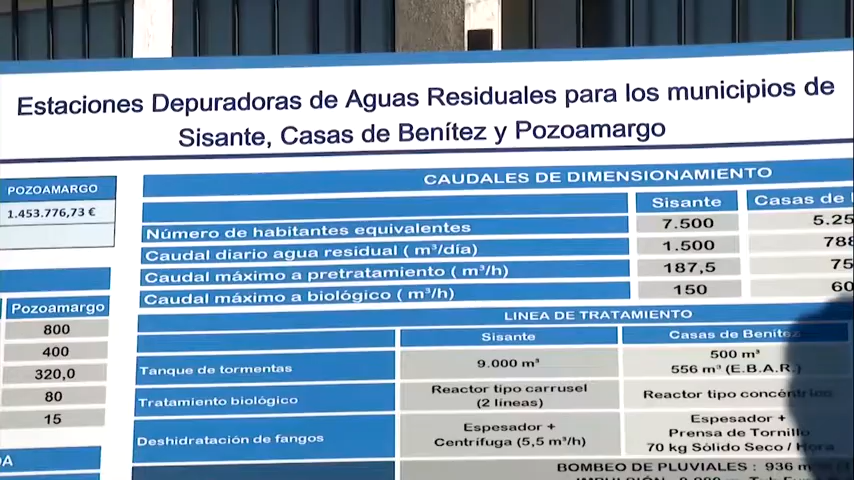 Estaciones Depuradoras de Aguas Residuales para los municipios de
Sisante, Casas de Benítez y Pozoamargo
POZOAMARGO
1.453.776,73 €
Pozoamargo
800
400
320,0
80
15
CAUDALES DE DIMENSIONAMIENTO
Sisante Casas de
Número de habitantes equivalentes 7.500 5.25
Caudal diario agua residual ( m³/día) 1.500 788
Caudal máximo a pretratamiento ( m³/h) 187,5 75
Caudal máximo a biológico ( m³/h) 150 60
LINEA DE TRATAMIENTO
Sisante Casas de Benítez
Tanque de tormentas 9.000 m³ 500 m³
556 m³ (E.B.A.R.)
Tratamiento biológico Reactor tipo carrusel
(2 líneas) Reactor tipo concéntrico
Deshidratación de fangos Espesador +
Centrífuga (5,5 m³/h) Espesador +
Prensa de Tornillo
70 kg Sólido Seco / Hora
BOMBEO DE PLUVIALES : 936 m